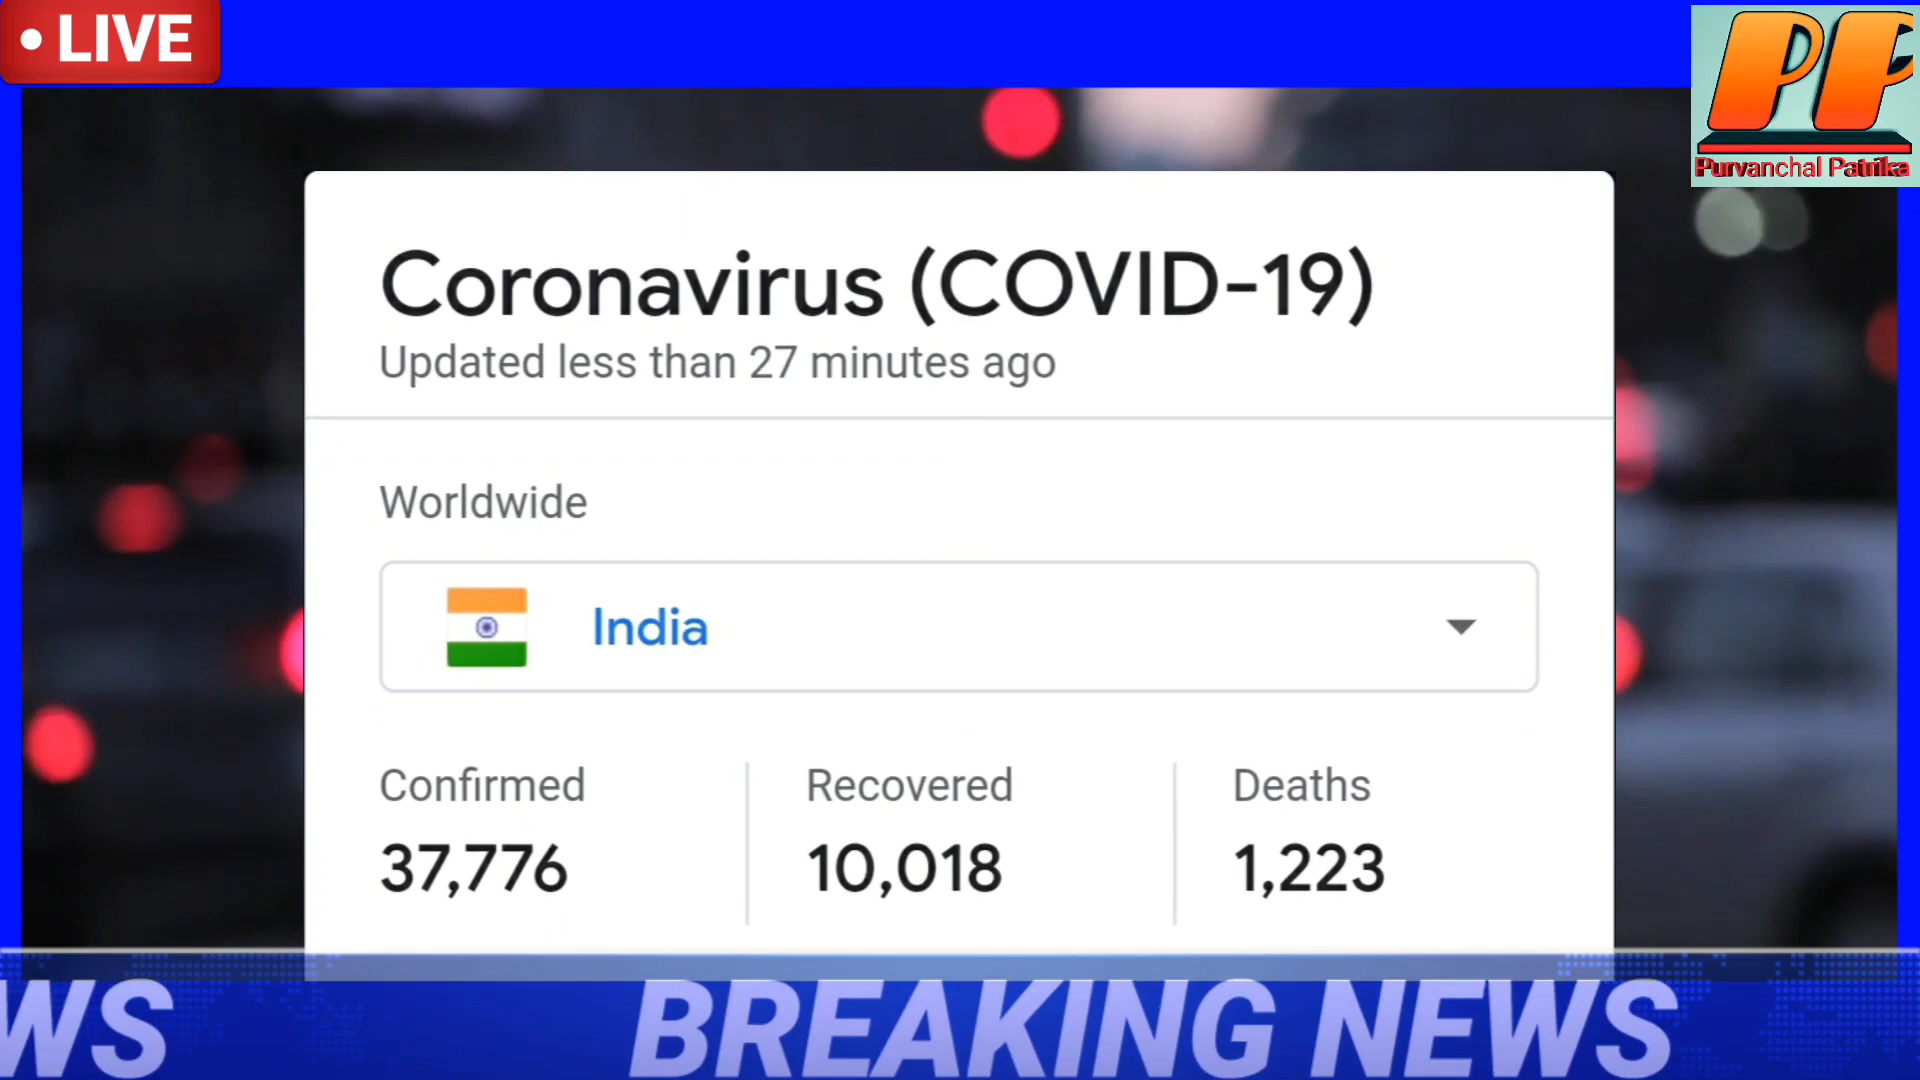 • LIVE
PP
Purvanchal Patrika
Coronavirus (COVID-19)
Updated less than 27 minutes ago
Worldwide
India
Confirmed
Recovered
Deaths
37,776
10,018
1,223
WS
BREAKING NEWS